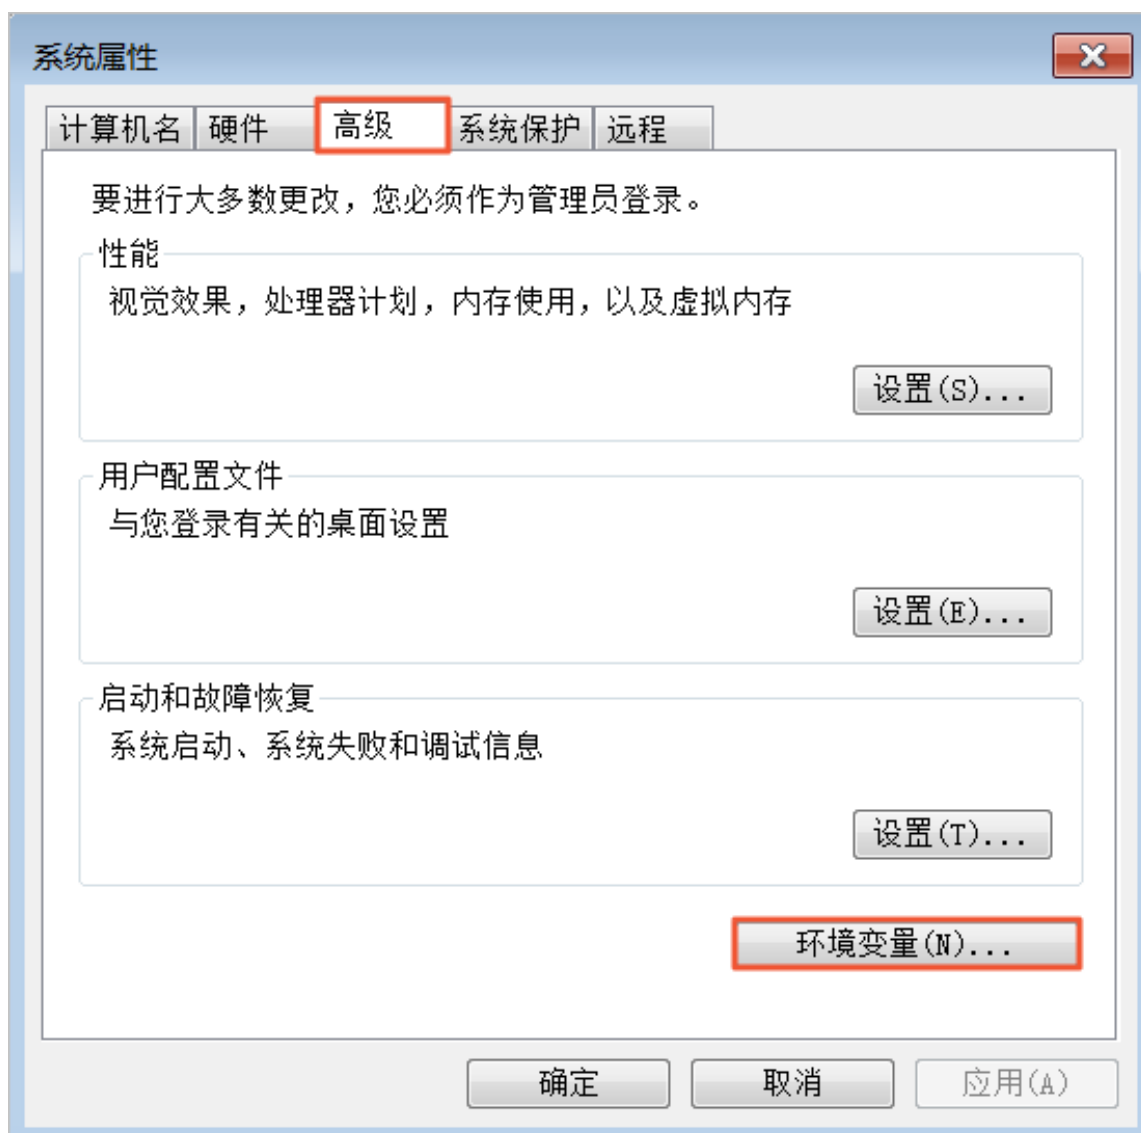 系统属性
计算机名 硬件 高级 系统保护 远程
要进行大多数更改，您必须作为管理员登录。
性能
视觉效果，处理器计划，内存使用，以及虚拟内存
设置(S)...
用户配置文件
与您登录有关的桌面设置
设置(E)...
启动和故障恢复
系统启动、系统失败和调试信息
设置(T)...
环境变量(N)...
确定 取消 应用(A)